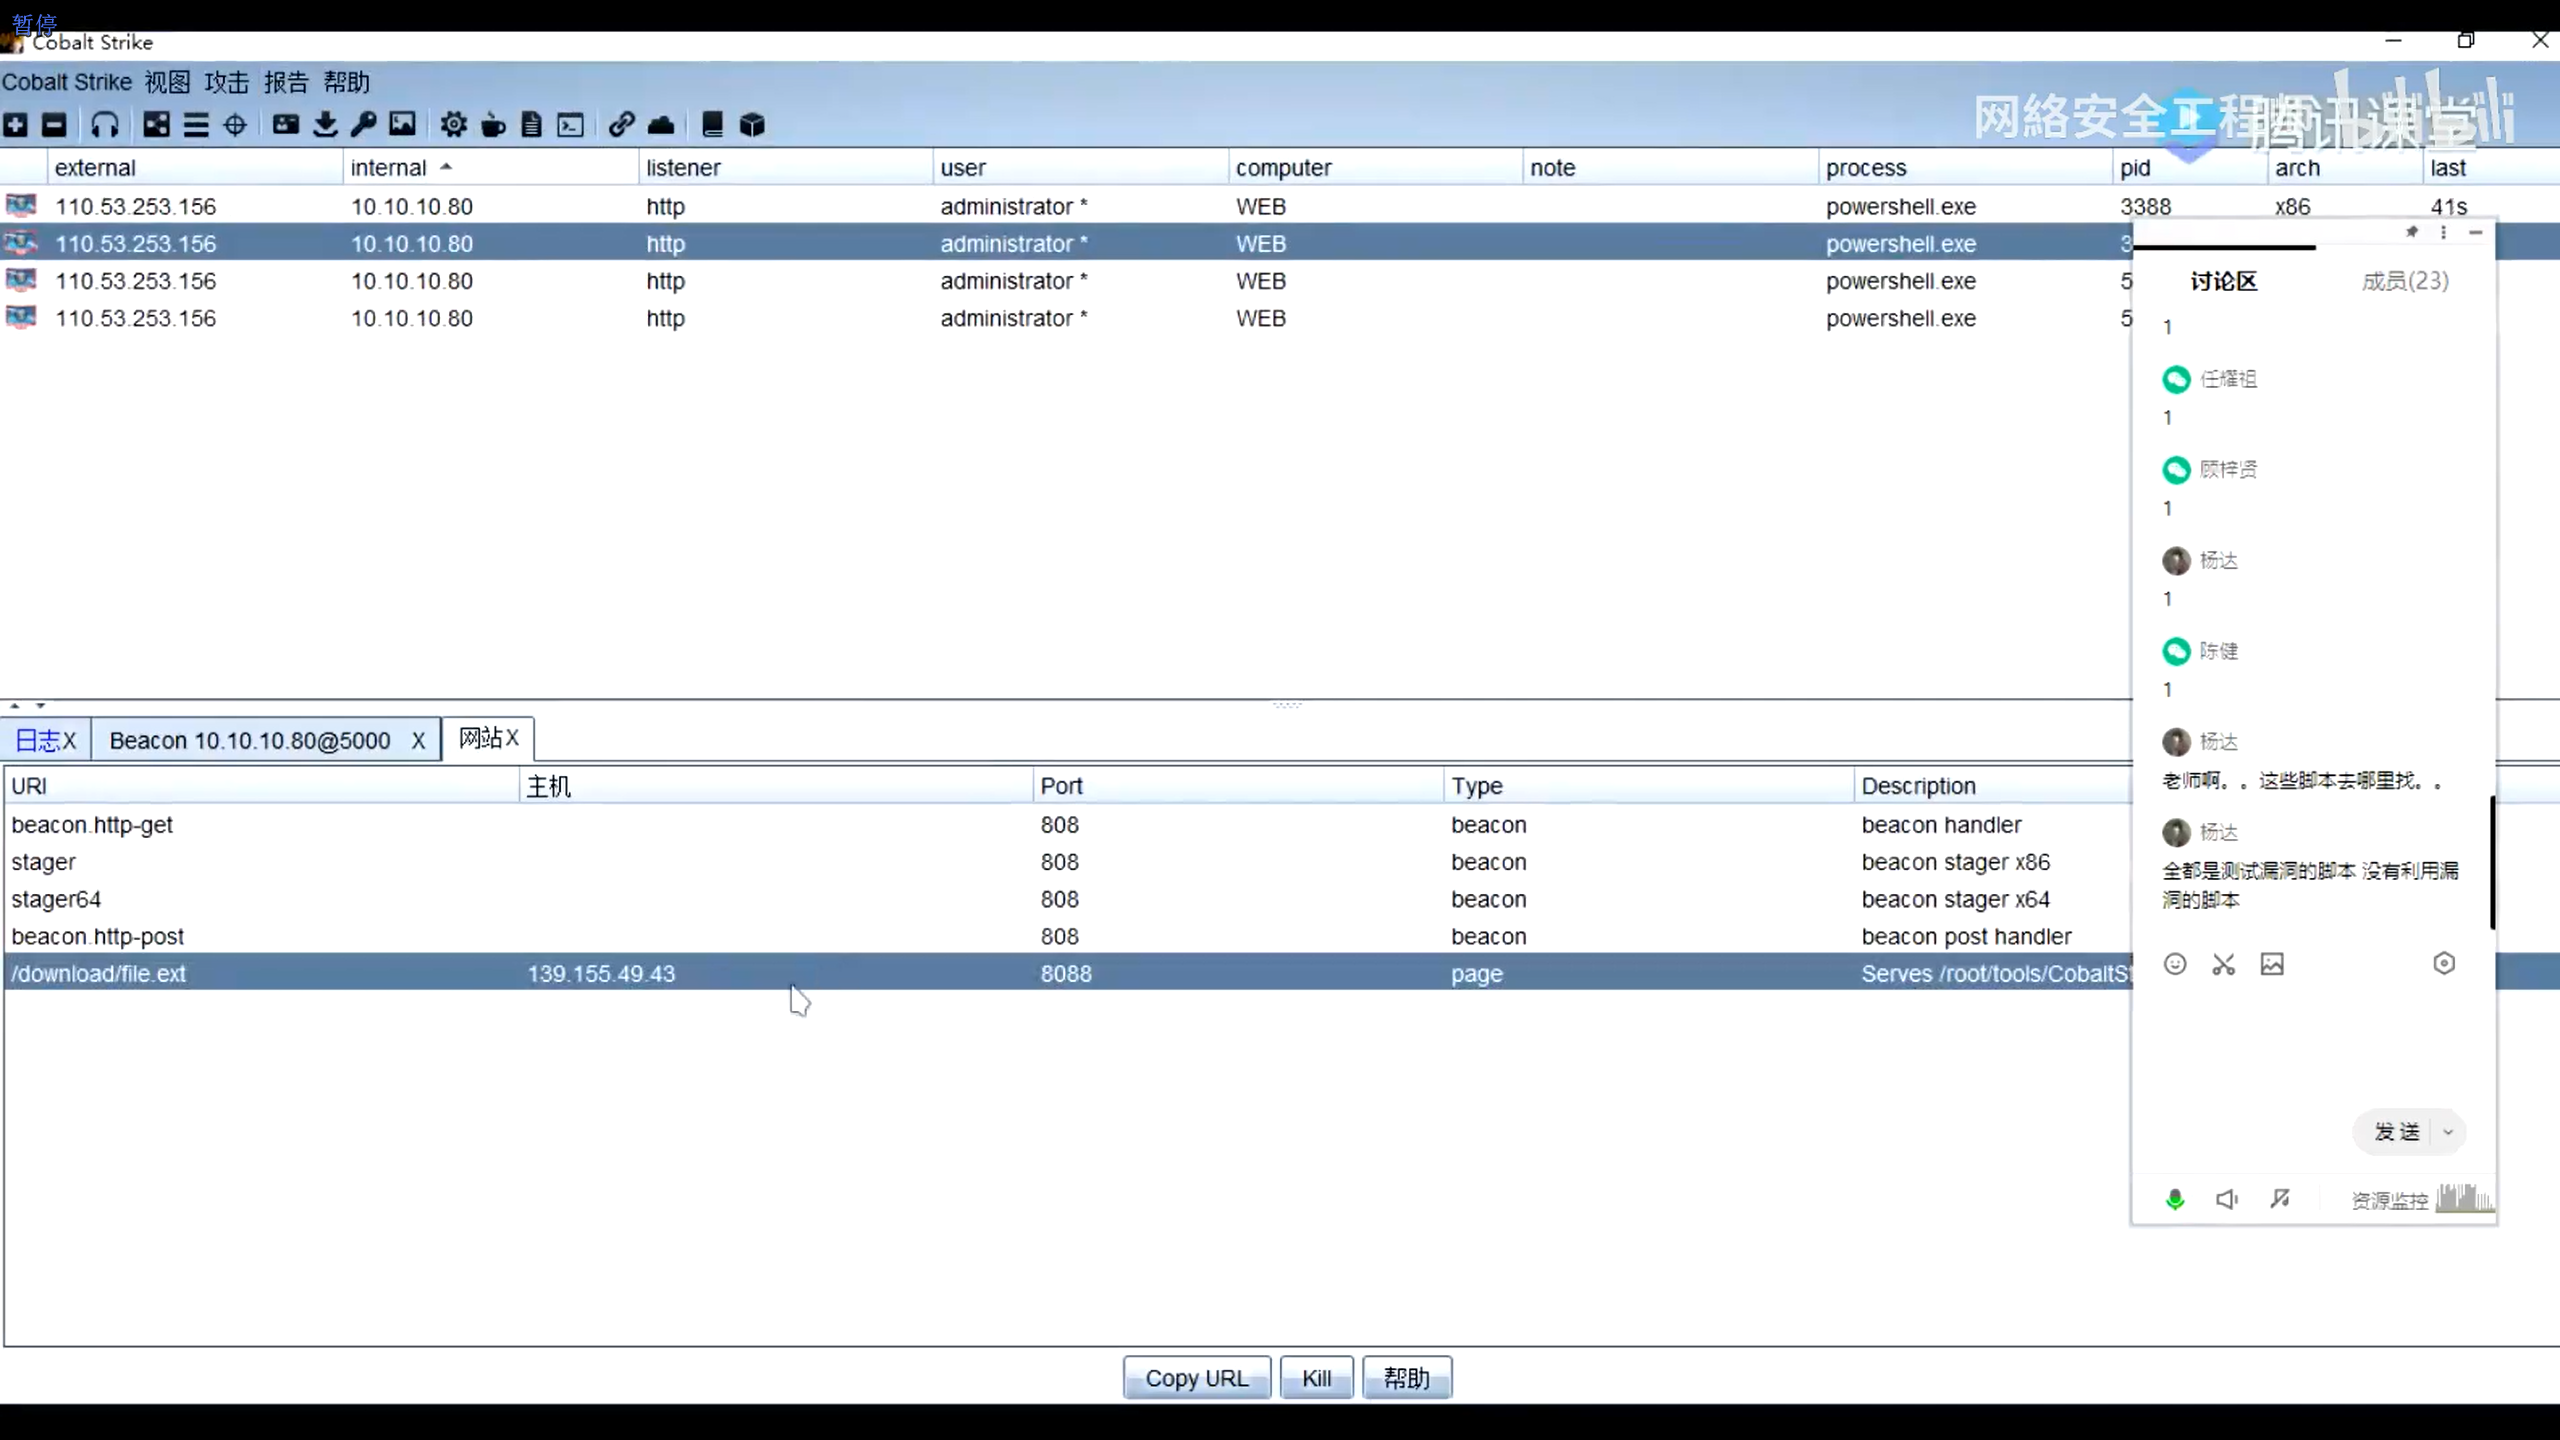 暂停
Cobalt Strike
Cobalt Strike 视图 攻击 报告 帮助
网络安全工程师
腾讯课堂
bilibili
external internal listener user computer note process pid arch last
110.53.253.156 10.10.10.80 http administrator * WEB powershell.exe 3388 x86 41s
110.53.253.156 10.10.10.80 http administrator * WEB powershell.exe 3
110.53.253.156 10.10.10.80 http administrator * WEB powershell.exe 5
110.53.253.156 10.10.10.80 http administrator * WEB powershell.exe 5
讨论区 成员(23)
1
任耀祖
1
顾梓贤
1
杨达
1
陈健
1
杨达
老师啊。。这些脚本去哪里找。。
杨达
全都是测试漏洞的脚本 没有利用漏
洞的脚本
发 送
资源监控
日志X Beacon 10.10.10.80@5000 X 网站X
URI 主机 Port Type Description
beacon.http-get 808 beacon beacon handler
stager 808 beacon beacon stager x86
stager64 808 beacon beacon stager x64
beacon.http-post 808 beacon beacon post handler
/download/file.ext 139.155.49.43 8088 page Serves /root/tools/CobaltSt
Copy URL Kill 帮助